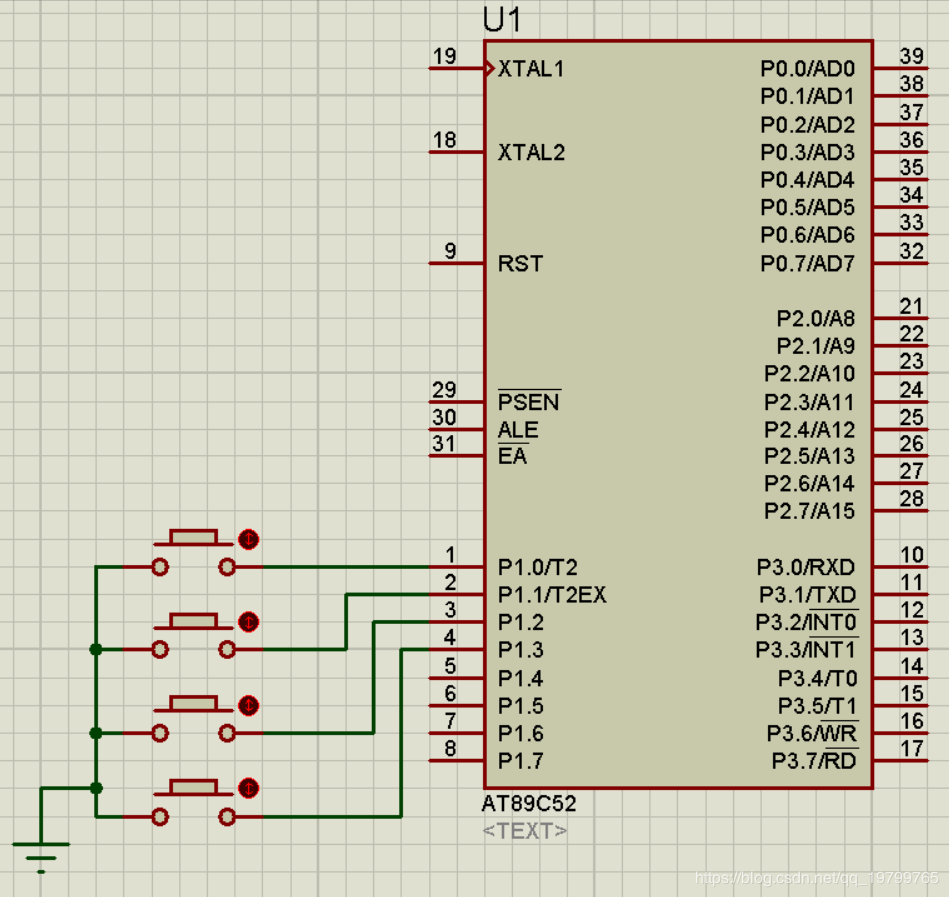 U1
19 XTAL1 P0.0/AD0 39
P0.1/AD1 38
P0.2/AD2 37
18 XTAL2 P0.3/AD3 36
P0.4/AD4 35
P0.5/AD5 34
P0.6/AD6 33
9 RST P0.7/AD7 32
P2.0/A8 21
P2.1/A9 22
P2.2/A10 23
29 PSEN P2.3/A11 24
30 ALE P2.4/A12 25
31 EA P2.5/A13 26
P2.6/A14 27
P2.7/A15 28
1 P1.0/T2 P3.0/RXD 10
2 P1.1/T2EX P3.1/TXD 11
3 P1.2 P3.2/INT0 12
4 P1.3 P3.3/INT1 13
5 P1.4 P3.4/T0 14
6 P1.5 P3.5/T1 15
7 P1.6 P3.6/WR 16
8 P1.7 P3.7/RD 17
AT89C52
<TEXT>
https://blog.csdn.net/qq_19799765